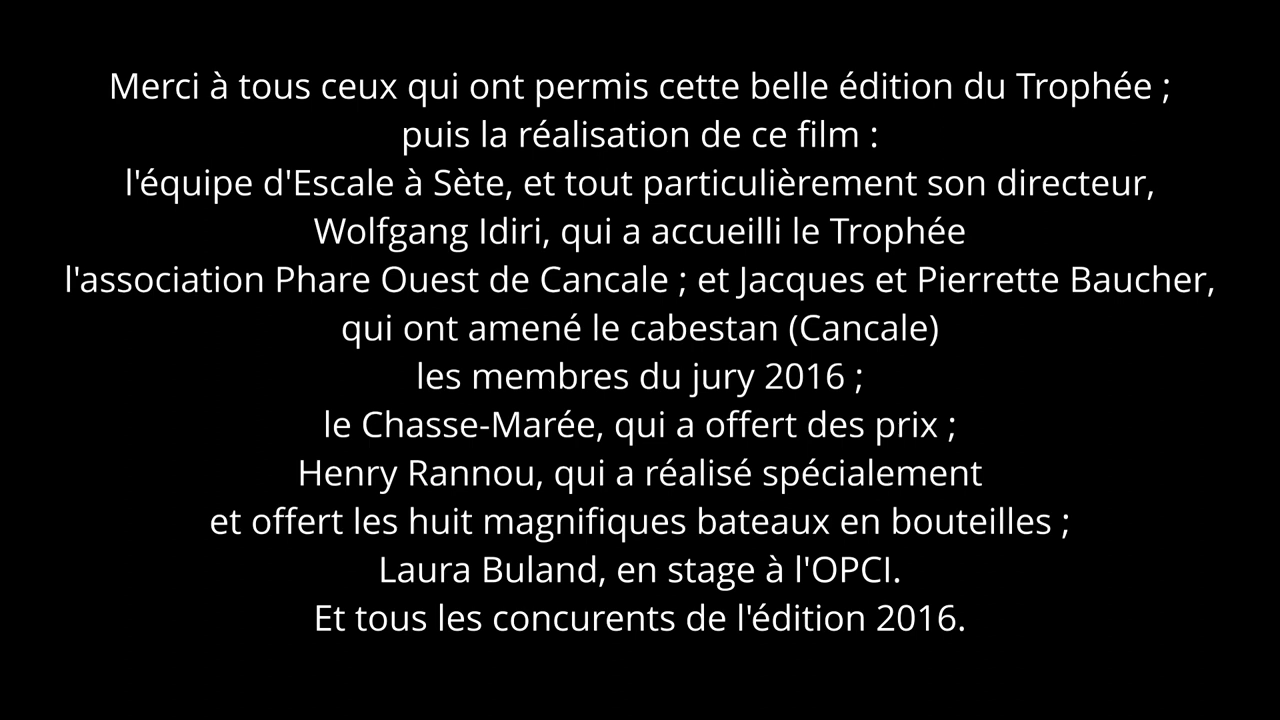 Merci à tous ceux qui ont permis cette belle édition du Trophée ;
puis la réalisation de ce film :
l'équipe d'Escale à Sète, et tout particulièrement son directeur,
Wolfgang Idiri, qui a accueilli le Trophée
l'association Phare Ouest de Cancale ; et Jacques et Pierrette Baucher,
qui ont amené le cabestan (Cancale)
les membres du jury 2016 ;
le Chasse-Marée, qui a offert des prix ;
Henry Rannou, qui a réalisé spécialement
et offert les huit magnifiques bateaux en bouteilles ;
Laura Buland, en stage à l'OPCI.
Et tous les concurents de l'édition 2016.